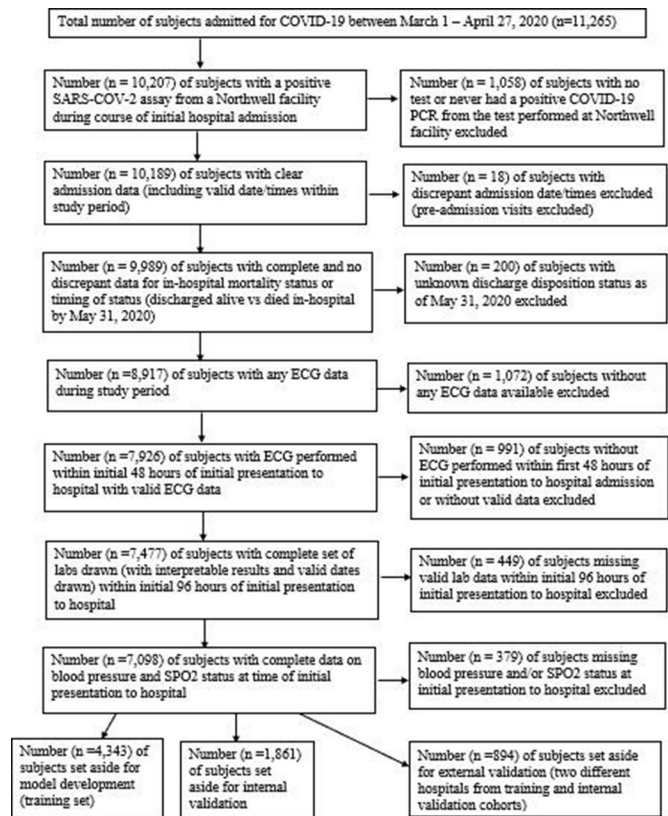 Total number of subjects admitted for COVID-19 between March 1 – April 27, 2020 (n=11,265)
Number (n = 10,207) of subjects with a positive
SARS-COV-2 assay from a Northwell facility
during course of initial hospital admission
Number (n = 1,058) of subjects with no
test or never had a positive COVID-19
PCR from the test performed at Northwell
facility excluded
Number (n = 10,189) of subjects with clear
admission data (including valid date/times within
study period)
Number (n = 18) of subjects with
discrepant admission date/times excluded
(pre-admission visits excluded)
Number (n = 9,989) of subjects with complete and no
discrepant data for in-hospital mortality status or
timing of status (discharged alive vs died in-hospital
by May 31, 2020)
Number (n = 200) of subjects with
unknown discharge disposition status as
of May 31, 2020 excluded
Number (n =8,917) of subjects with any ECG data
during study period
Number (n = 1,072) of subjects without
any ECG data available excluded
Number (n =7,926) of subjects with ECG performed
within initial 48 hours of initial presentation to
hospital with valid ECG data
Number (n = 991) of subjects without
ECG performed within first 48 hours of
initial presentation to hospital admission
or without valid data excluded
Number (n =7,477) of subjects with complete set of
labs drawn (with interpretable results and valid dates
drawn) within initial 96 hours of initial presentation
to hospital
Number (n = 449) of subjects missing
valid lab data within initial 96 hours of
initial presentation to hospital excluded
Number (n =7,098) of subjects with complete data on
blood pressure and SPO2 status at time of initial
presentation to hospital
Number (n = 379) of subjects missing
blood pressure and/or SPO2 status at
initial presentation to hospital excluded
Number (n =4,343) of
subjects set aside for
model development
(training set)
Number (n =1,861)
of subjects set
aside for internal
validation
Number (n =894) of subjects set aside
for external validation (two different
hospitals from training and internal
validation cohorts)